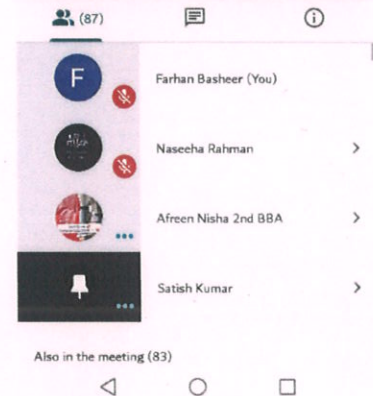 (87)
F
Farhan Basheer (You)
Naseeha Rahman
Afreen Nisha 2nd BBA
Satish Kumar
Also in the meeting (83)